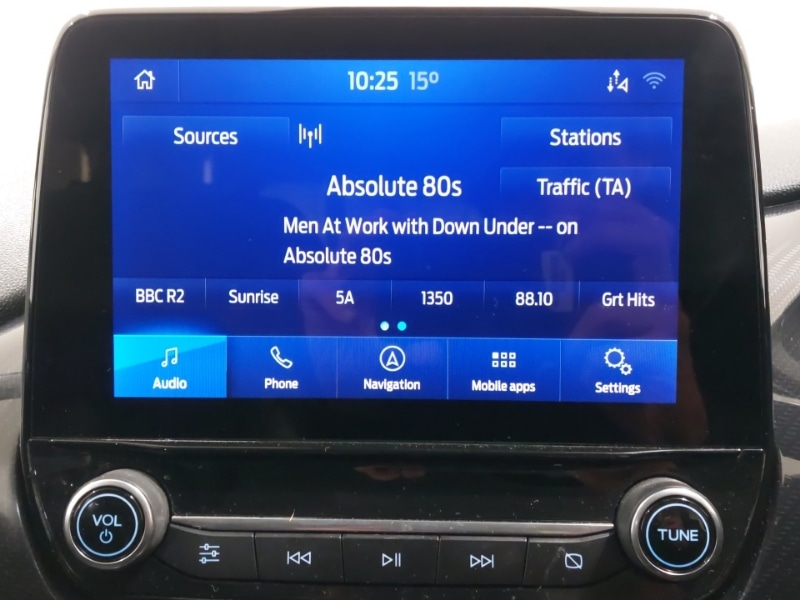 10:25 15º
Sources
Stations
Absolute 80s
Traffic (TA)
Men At Work with Down Under -- on
Absolute 80s
BBC R2 Sunrise 5A 1350 88.10 Grt Hits
Audio Phone Navigation Mobile apps Settings
VOL
TUNE